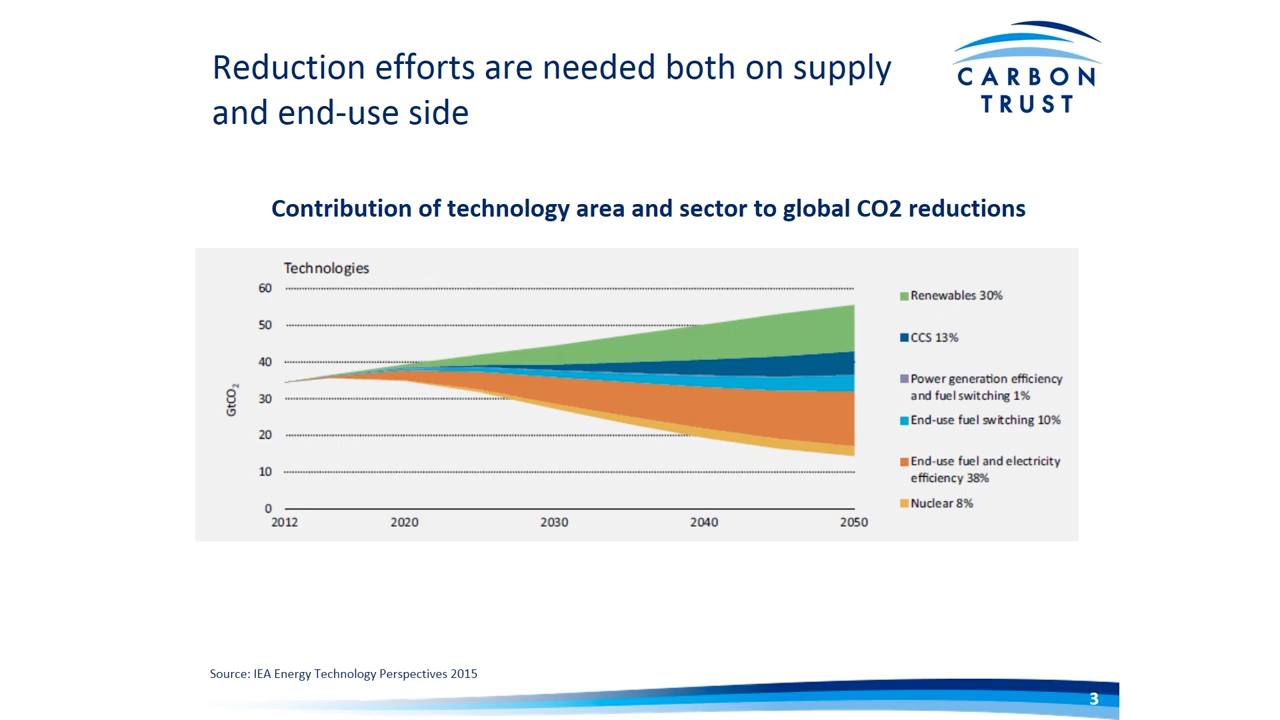 Reduction efforts are needed both on supply
and end-use side
CARBON
TRUST
Contribution of technology area and sector to global CO2 reductions
Technologies
60
50
40
30
20
10
0
GtCO2
2012
2020
2030
2040
2050
Renewables 30%
CCS 13%
Power generation efficiency
and fuel switching 1%
End-use fuel switching 10%
End-use fuel and electricity
efficiency 38%
Nuclear 8%
Source: IEA Energy Technology Perspectives 2015
3